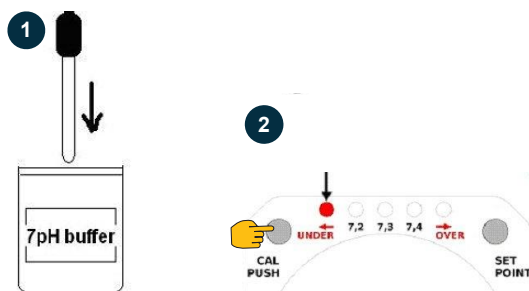 1
7pH buffer
2
UNDER 7,2 7,3 7,4 OVER
CAL
PUSH
SET
POINT